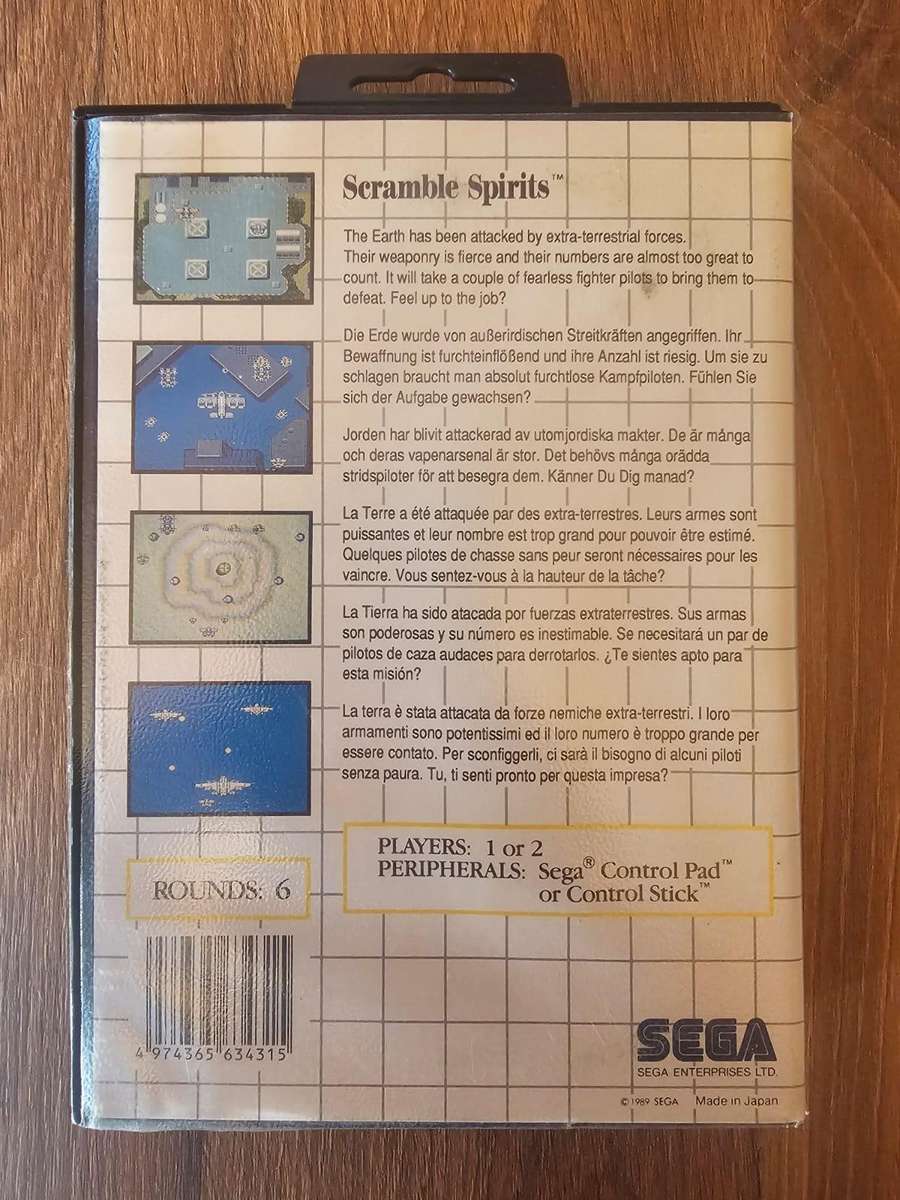 Scramble Spirits™
The Earth has been attacked by extra-terrestrial forces.
Their weaponry is fierce and their numbers are almost too great to
count. It will take a couple of fearless fighter pilots to bring them to
defeat. Feel up to the job?
Die Erde wurde von außerirdischen Streitkräften angegriffen. Ihr
Bewaffnung ist furchteinflößend und ihre Anzahl ist riesig. Um sie zu
schlagen braucht man absolut furchtlose Kampfpiloten. Fühlen Sie
sich der Aufgabe gewachsen?
Jorden har blivit attackerad av utomjordiska makter. De är många
och deras vapenarsenal är stor. Det behövs många orädda
stridspiloter för att besegra dem. Känner Du Dig manad?
La Terre a été attaquée par des extra-terrestres. Leurs armes sont
puissantes et leur nombre est trop grand pour pouvoir être estimé.
Quelques pilotes de chasse sans peur seront nécessaires pour les
vaincre. Vous sentez-vous à la hauteur de la tâche?
La Tierra ha sido atacada por fuerzas extraterrestres. Sus armas
son poderosas y su número es inestimable. Se necesitará un par de
pilotos de caza audaces para derrotarlos. ¿Te sientes apto para
esta misión?
La terra è stata attacata da forze nemiche extra-terrestri. I loro
armamenti sono potentissimi ed il loro numero è troppo grande per
essere contato. Per sconfiggerli, ci sarà il bisogno di alcuni piloti
senza paura. Tu, ti senti pronto per questa impresa?
PLAYERS: 1 or 2
PERIPHERALS: Sega® Control Pad™
or Control Stick™
ROUNDS: 6
4 974365 634315
SEGA
SEGA ENTERPRISES LTD.
© 1989 SEGA Made in Japan